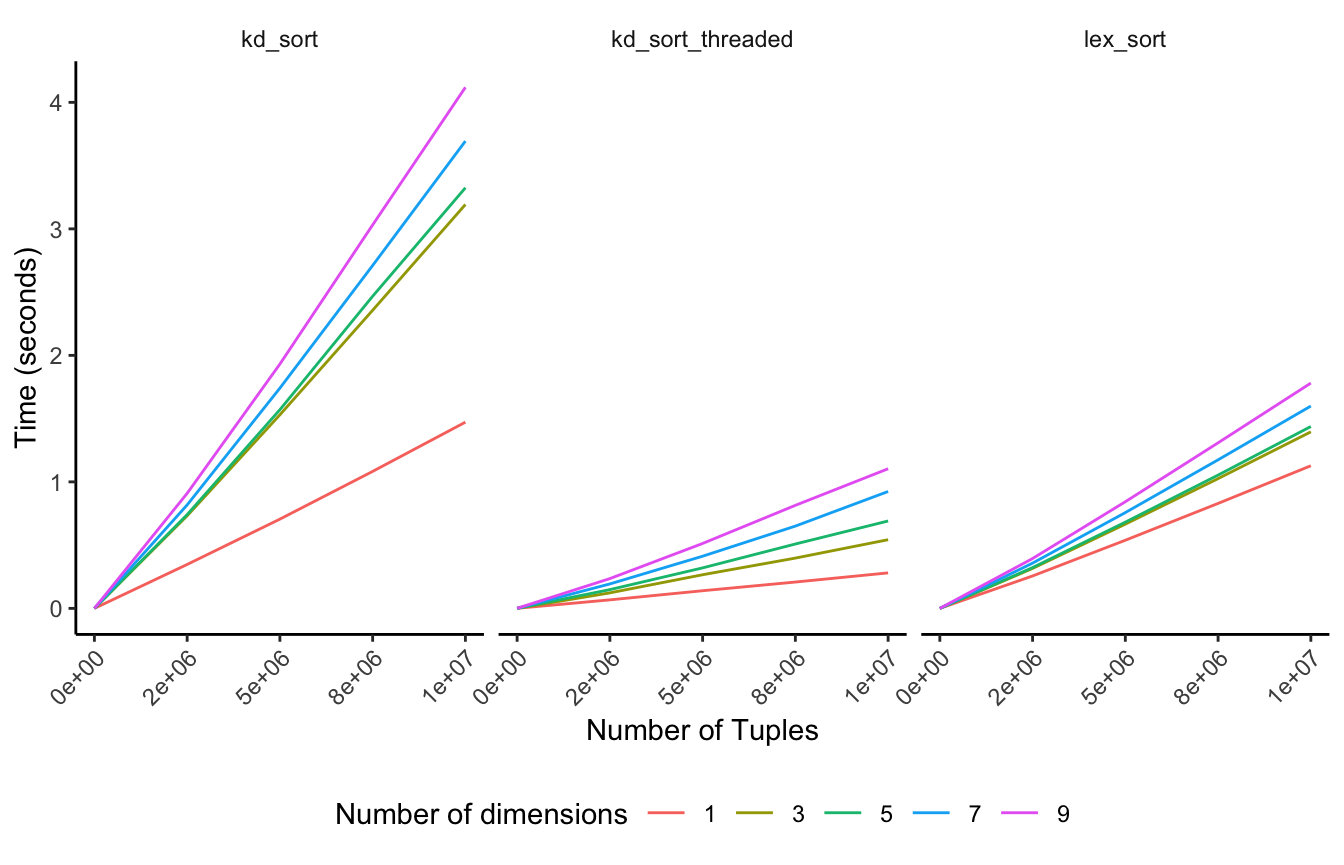 kd_sort kd_sort_threaded lex_sort
Time (seconds)
4
3
2
1
0
0e+00 2e+06 5e+06 8e+06 1e+07 0e+00 2e+06 5e+06 8e+06 1e+07 0e+00 2e+06 5e+06 8e+06 1e+07
Number of Tuples
Number of dimensions 1 3 5 7 9